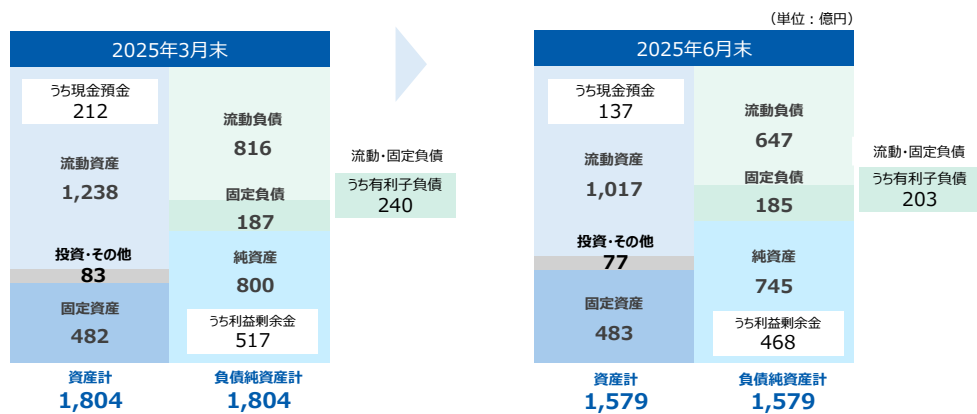 (単位:億円)
2025年3月末
うち現金預金
212
流動資産
1,238
投資・その他
83
固定資産
482
流動負債
816
固定負債
187
純資産
800
うち利益剰余金
517
流動・固定負債
うち有利子負債
240
資産計
1,804
負債純資産計
1,804
2025年6月末
うち現金預金
137
流動資産
1,017
投資・その他
77
固定資産
483
流動負債
647
固定負債
185
純資産
745
うち利益剰余金
468
流動・固定負債
うち有利子負債
203
資産計
1,579
負債純資産計
1,579